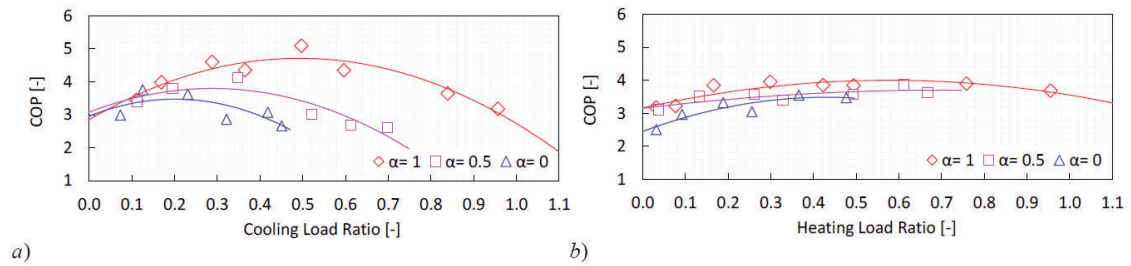 COP [-]
6
5
4
3
2
1
0.0 0.1 0.2 0.3 0.4 0.5 0.6 0.7 0.8 0.9 1.0 1.1
Cooling Load Ratio [-]
α= 1 α= 0.5 α= 0
a)
COP [-]
6
5
4
3
2
1
0.0 0.1 0.2 0.3 0.4 0.5 0.6 0.7 0.8 0.9 1.0 1.1
Heating Load Ratio [-]
α= 1 α= 0.5 α= 0
b)